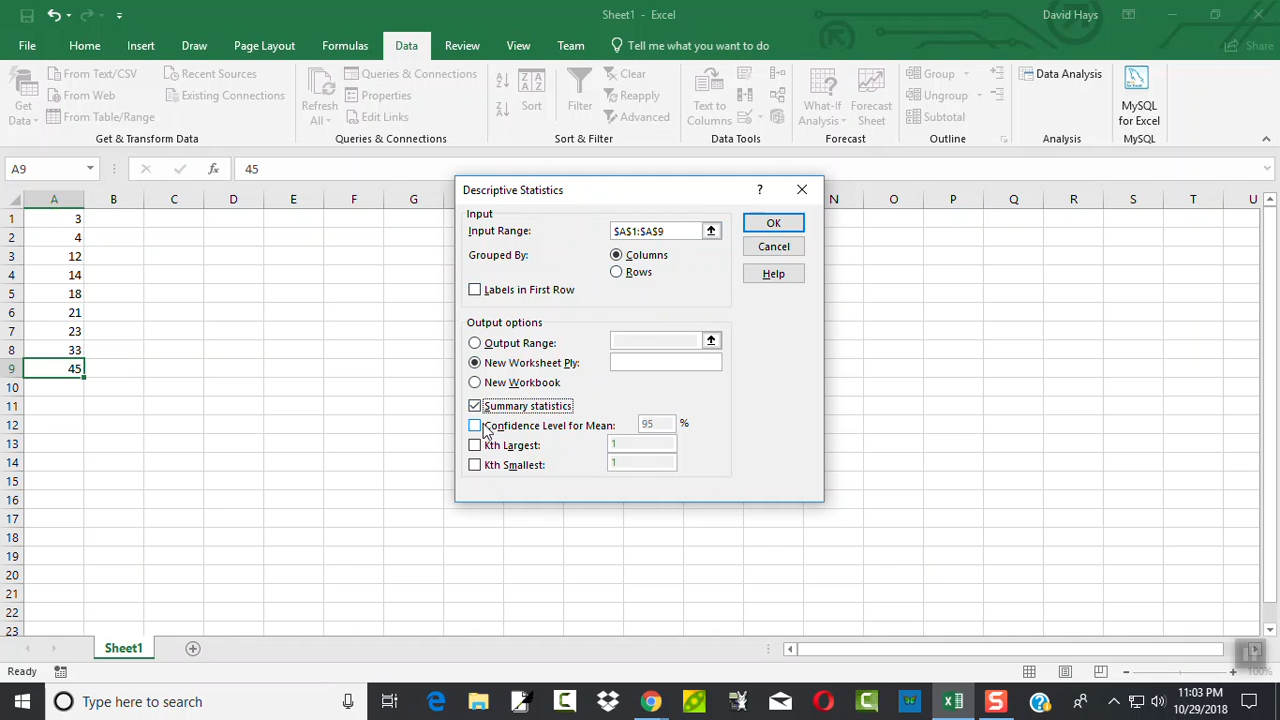 Sheet1 - Excel
David Hays
File Home Insert Draw Page Layout Formulas Data Review View Team Tell me what you want to do Share
From Text/CSV Recent Sources Queries & Connections Clear Group Data Analysis
From Web Existing Connections Properties Reapply Ungroup
From Table/Range Edit Links Advanced Subtotal
Get Data
Refresh All
Sort
Filter
Text to Columns
What-If Analysis
Forecast Sheet
MySQL for Excel
Get & Transform Data Queries & Connections Sort & Filter Data Tools Forecast Outline Analysis MySQL
A9 fx 45
A B C D E F G N O P Q R S T U
1 3
2 4
3 12
4 14
5 18
6 21
7 23
8 33
9 45
10
11
12
13
14
15
16
17
18
19
20
21
22
23
Descriptive Statistics ?
Input
Input Range: $A$1:$A$9
Grouped By: Columns
Rows
Labels in First Row
OK
Cancel
Help
Output options
Output Range:
New Worksheet Ply:
New Workbook
Summary statistics
Confidence Level for Mean: 95 %
Kth Largest: 1
Kth Smallest: 1
Sheet1
Ready 100%
Type here to search
11:03 PM
10/29/2018